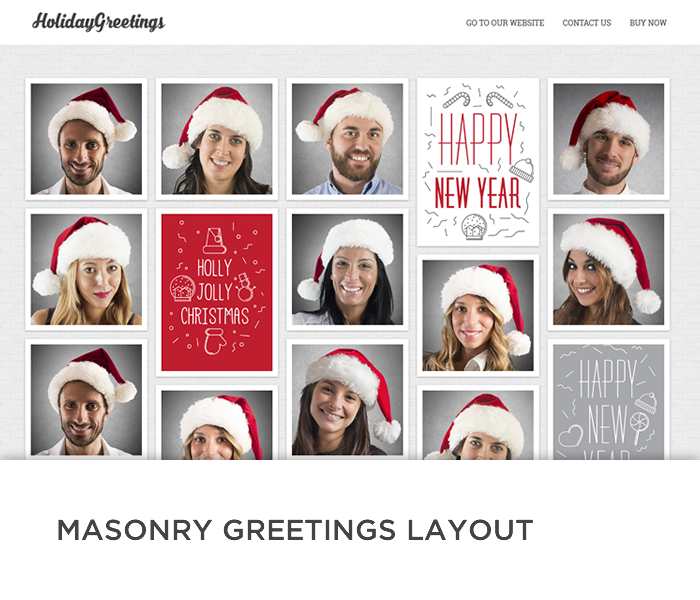 HolidayGreetings
GO TO OUR WEBSITE CONTACT US BUY NOW
HAPPY
NEW YEAR
HOLLY
JOLLY
CHRISTMAS
HAPPY
NEW
YEAR
MASONRY GREETINGS LAYOUT